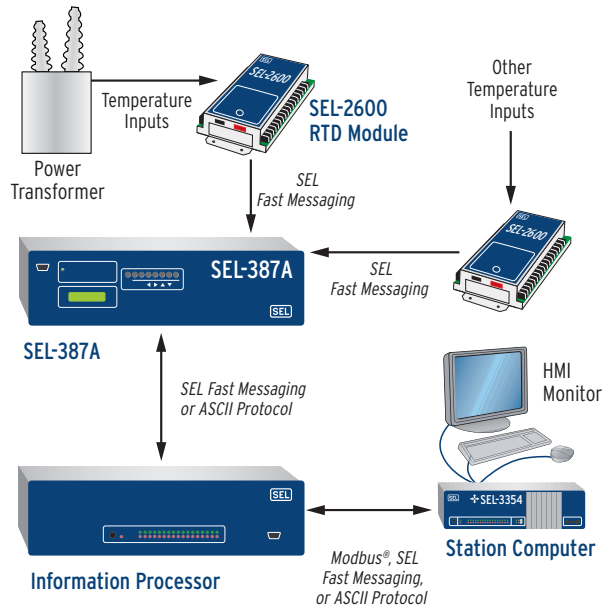 SEL-2600
Temperature
Inputs
SEL-2600
RTD Module
Other
Temperature
Inputs
Power
Transformer
SEL
Fast Messaging
SEL-2600
SEL-387A
SEL
SEL
Fast Messaging
SEL-387A
SEL Fast Messaging
or ASCII Protocol
HMI
Monitor
SEL
SEL
SEL-3354
Station Computer
Information Processor
Modbus®, SEL
Fast Messaging,
or ASCII Protocol